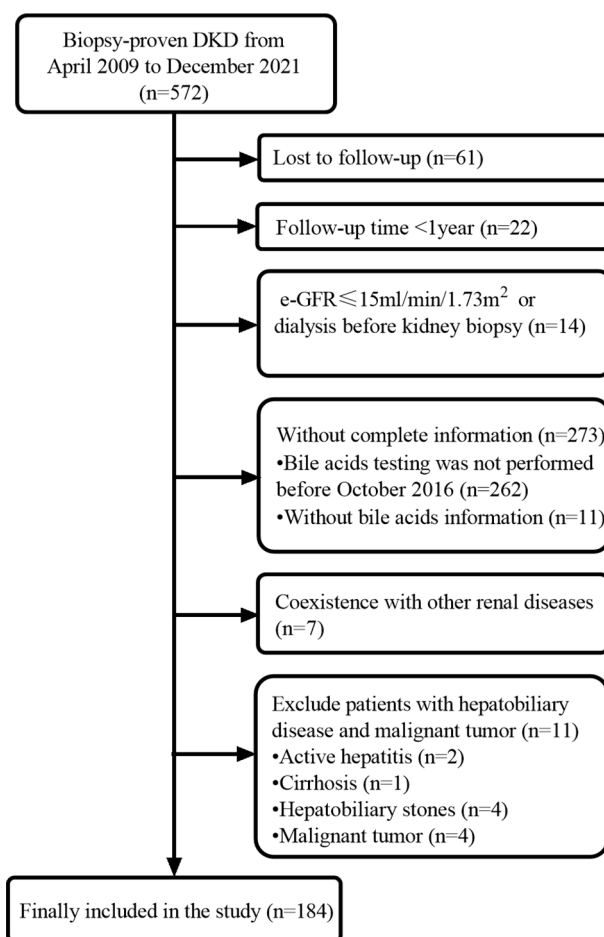 Biopsy-proven DKD from
April 2009 to December 2021
(n=572)
Lost to follow-up (n=61)
Follow-up time <1year (n=22)
e-GFR≤15ml/min/1.73m² or
dialysis before kidney biopsy (n=14)
Without complete information (n=273)
•Bile acids testing was not performed
before October 2016 (n=262)
•Without bile acids information (n=11)
Coexistence with other renal diseases
(n=7)
Exclude patients with hepatobiliary
disease and malignant tumor (n=11)
•Active hepatitis (n=2)
•Cirrhosis (n=1)
•Hepatobiliary stones (n=4)
•Malignant tumor (n=4)
Finally included in the study (n=184)